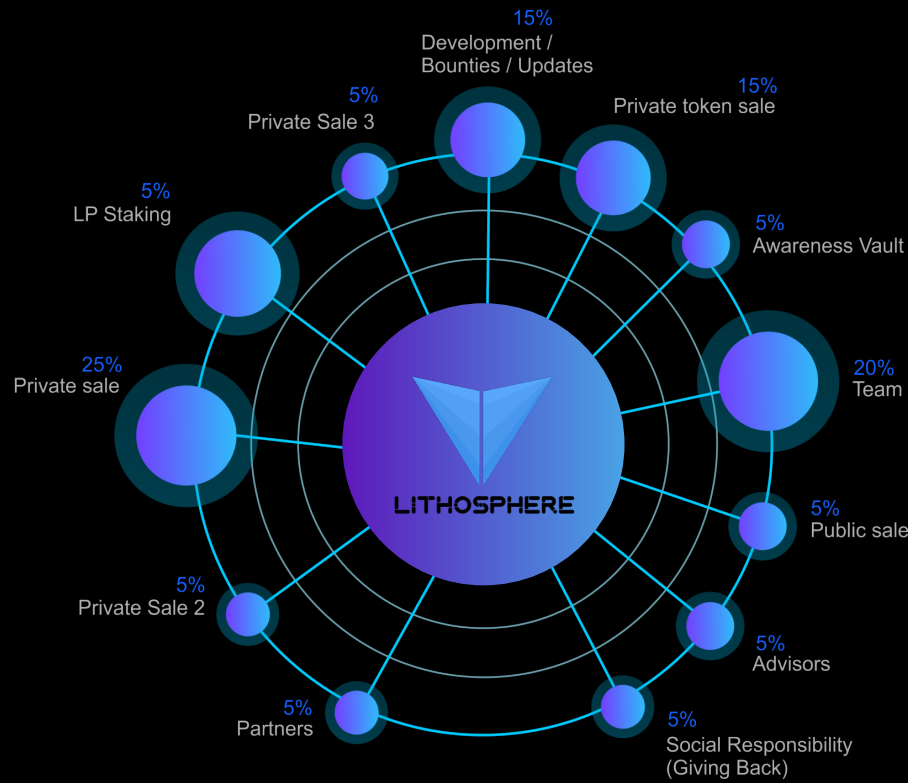 15%
Development /
Bounties / Updates
15%
Private token sale
5%
Awareness Vault
20%
Team
5%
Public sale
5%
Advisors
5%
Social Responsibility
(Giving Back)
5%
Partners
5%
Private Sale 2
25%
Private sale
5%
LP Staking
5%
Private Sale 3
LITHOSPHERE